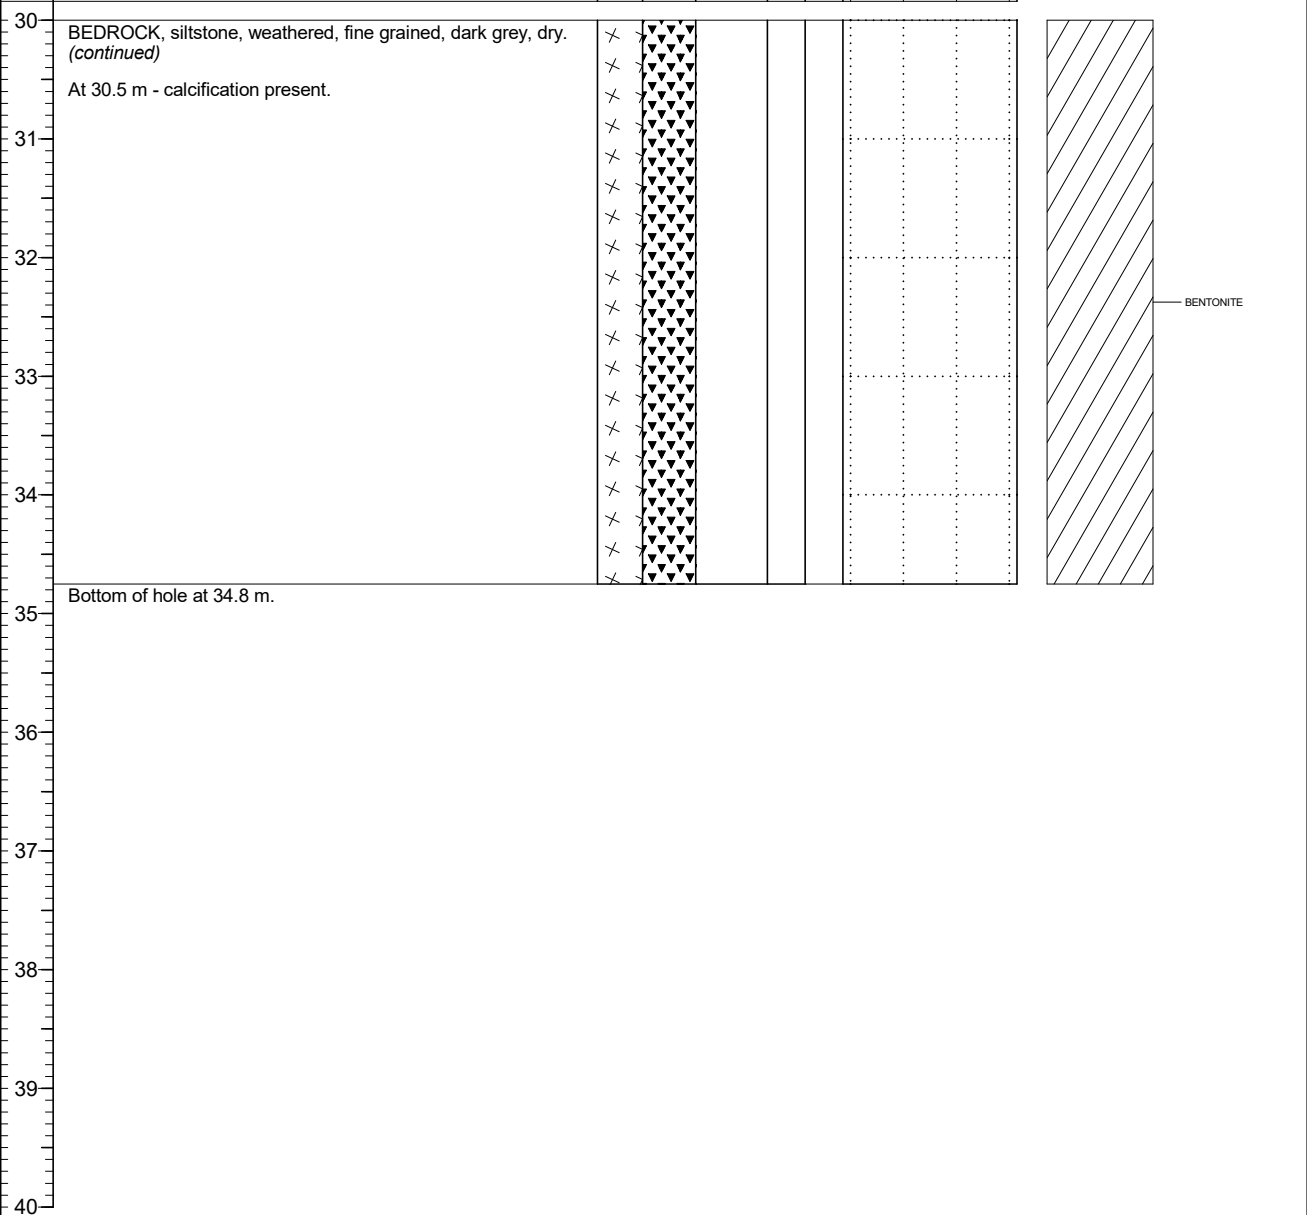 30
BEDROCK, siltstone, weathered, fine grained, dark grey, dry.
(continued)
At 30.5 m - calcification present.
31
32
BENTONITE
33
34
Bottom of hole at 34.8 m.
35
36
37
38
39
40